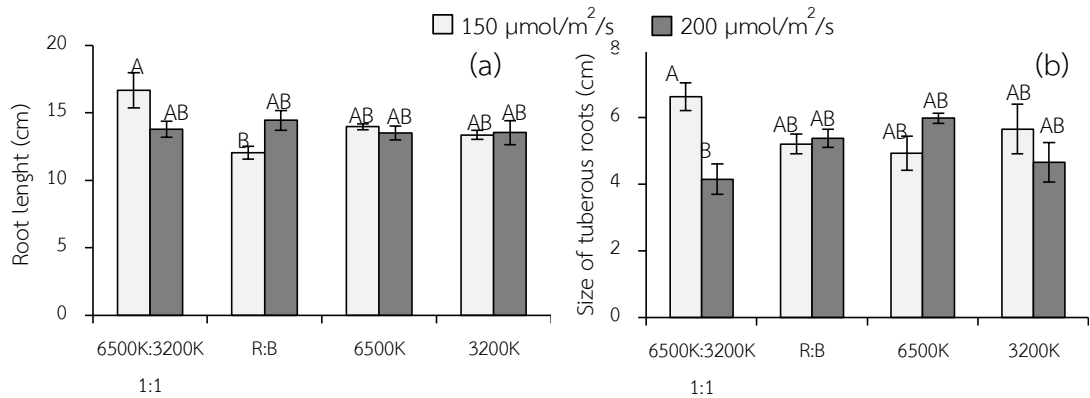 150 µmol/m²/s 200 µmol/m²/s
(a)
Root lenght (cm)
20
15
10
5
0
A AB B AB AB AB AB AB
6500K:3200K R:B 6500K 3200K
1:1
(b)
Size of tuberous roots (cm)
8
6
4
2
0
A B AB AB AB AB AB AB
6500K:3200K R:B 6500K 3200K
1:1